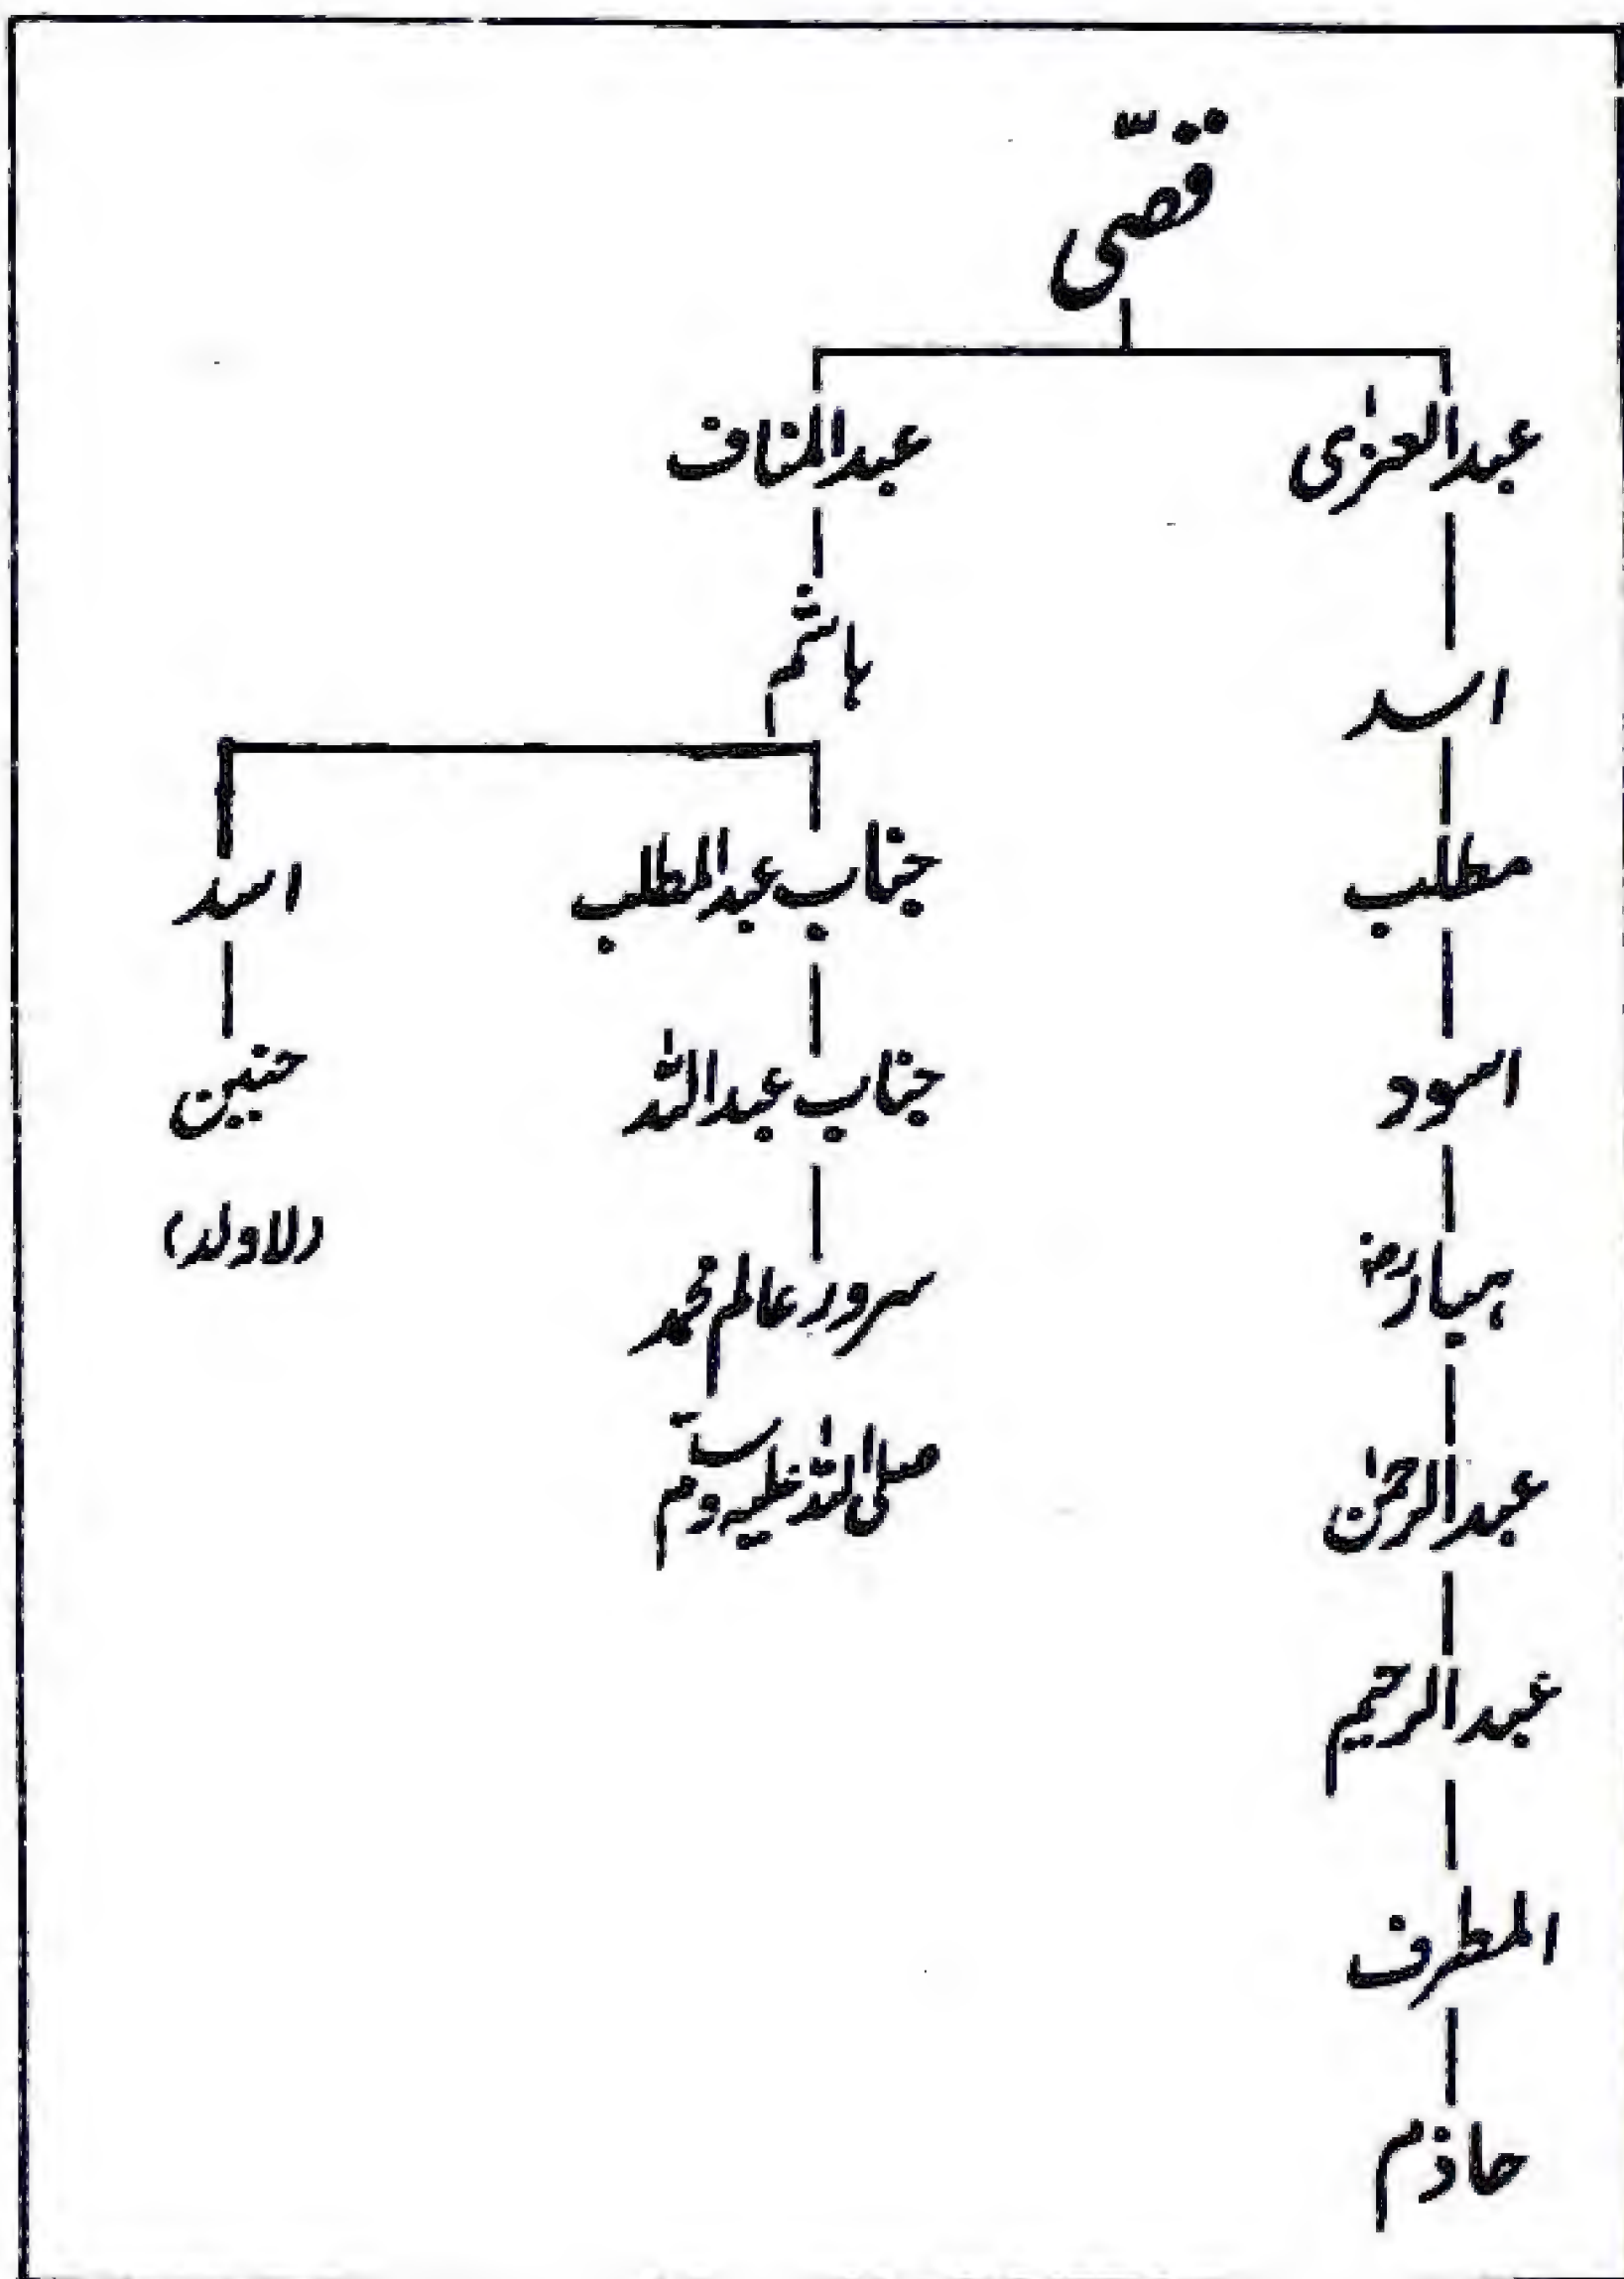 قصّی
عبدالعزیٰ عبدالمناف
ہاشم
اسد
مطلب جناب عبدالمطلب اسد
اسود جناب عبداللہ حنین
(لاولد)
ہبارؓ سرور عالم محمد
صلی اللہ علیہ وسلم
عبدالرحمٰن
عبدالرحیم
المطرف
حاذم